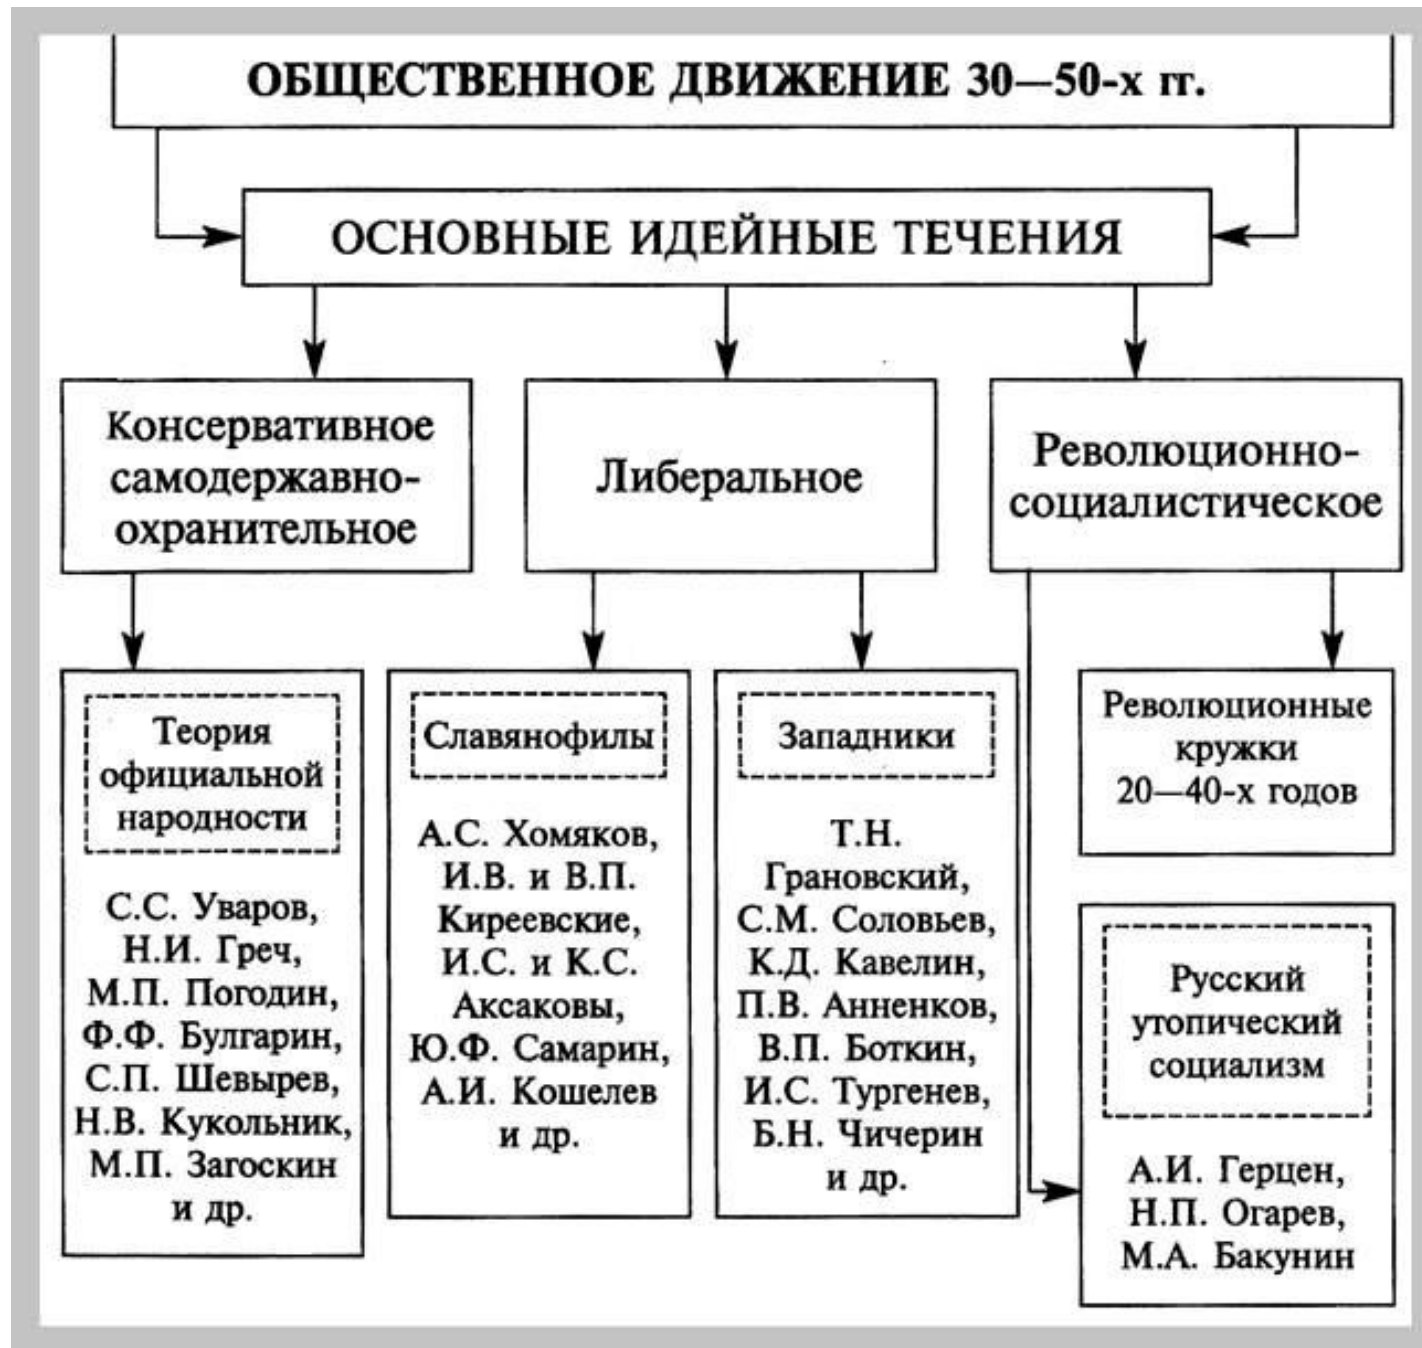 ОБЩЕСТВЕННОЕ ДВИЖЕНИЕ 30—50-х гг.
ОСНОВНЫЕ ИДЕЙНЫЕ ТЕЧЕНИЯ
Консервативное
самодержавно-
охранительное
Либеральное
Революционно-
социалистическое
Теория
официальной
народности
С.С. Уваров,
Н.И. Греч,
М.П. Погодин,
Ф.Ф. Булгарин,
С.П. Шевырев,
Н.В. Кукольник,
М.П. Загоскин
и др.
Славянофилы
А.С. Хомяков,
И.В. и В.П.
Киреевские,
И.С. и К.С.
Аксаковы,
Ю.Ф. Самарин,
А.И. Кошелев
и др.
Западники
Т.Н.
Грановский,
С.М. Соловьев,
К.Д. Кавелин,
П.В. Анненков,
В.П. Боткин,
И.С. Тургенев,
Б.Н. Чичерин
и др.
Революционные
кружки
20—40-х годов
Русский
утопический
социализм
А.И. Герцен,
Н.П. Огарев,
М.А. Бакунин